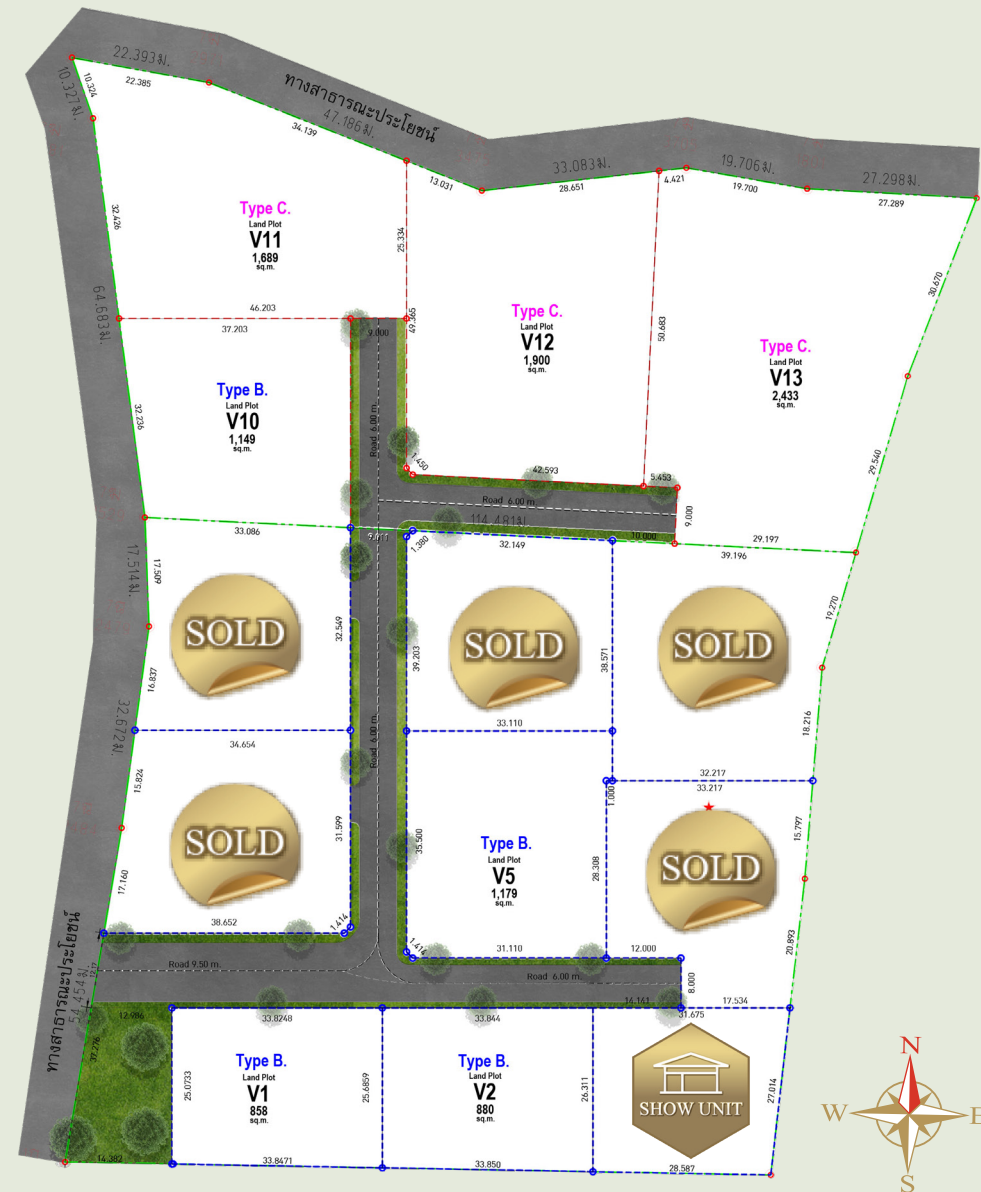 22.393ม.
22.385
10.327ม.
10.324
ทางสาธารณะประโยชน์
47.186ม.
34.139
13.031
33.083ม.
28.651
4.421
19.706ม.
19.700
27.298ม.
27.289
32.426
Type C.
Land Plot
V11
1,689
sq.m.
25.334
30.670
64.683ม.
46.203
37.203
9.000
49.365
Type C.
Land Plot
V12
1,900
sq.m.
50.683
Type C.
Land Plot
V13
2,433
sq.m.
Type B.
Land Plot
V10
1,149
sq.m.
32.236
Road 6.00 m.
1.450
42.593
5.453
29.540
Road 6.00 m.
9.000
114.481ม.
33.086
9.011
1.380
32.149
10.000
29.197
39.196
17.514ม.
17.509
SOLD
32.549
39.203
SOLD
38.571
SOLD
19.270
16.837
32.672ม.
34.654
Road 6.00 m.
33.110
18.216
15.824
32.217
33.217
1.000
SOLD
31.599
35.500
Type B.
Land Plot
V5
1,179
sq.m.
28.308
SOLD
15.797
17.160
38.652
1.414
1.414
31.110
12.000
20.893
ทางสาธารณะประโยชน์
54.454ม.
Road 9.50 m.
Road 6.00 m.
8.000
12.986
33.8248
33.844
14.141
31.675
17.534
39.276
25.0733
Type B.
Land Plot
V1
858
sq.m.
25.6859
Type B.
Land Plot
V2
880
sq.m.
26.311
SHOW UNIT
27.014
14.382
33.8471
33.850
28.587
N
W
E
S